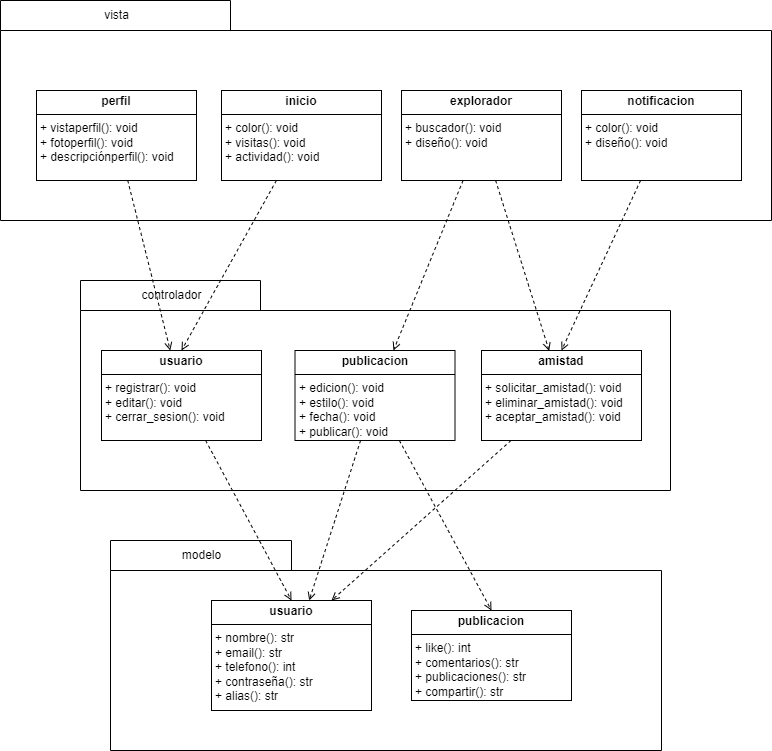 vista
perfil
+ vistaperfil(): void
+ fotoperfil(): void
+ descripciónperfil(): void
inicio
+ color(): void
+ visitas(): void
+ actividad(): void
explorador
+ buscador(): void
+ diseño(): void
notificacion
+ color(): void
+ diseño(): void
controlador
usuario
+ registrar(): void
+ editar(): void
+ cerrar_sesion(): void
publicacion
+ edicion(): void
+ estilo(): void
+ fecha(): void
+ publicar(): void
amistad
+ solicitar_amistad(): void
+ eliminar_amistad(): void
+ aceptar_amistad(): void
modelo
usuario
+ nombre(): str
+ email(): str
+ telefono(): int
+ contraseña(): str
+ alias(): str
publicacion
+ like(): int
+ comentarios(): str
+ publicaciones(): str
+ compartir(): str